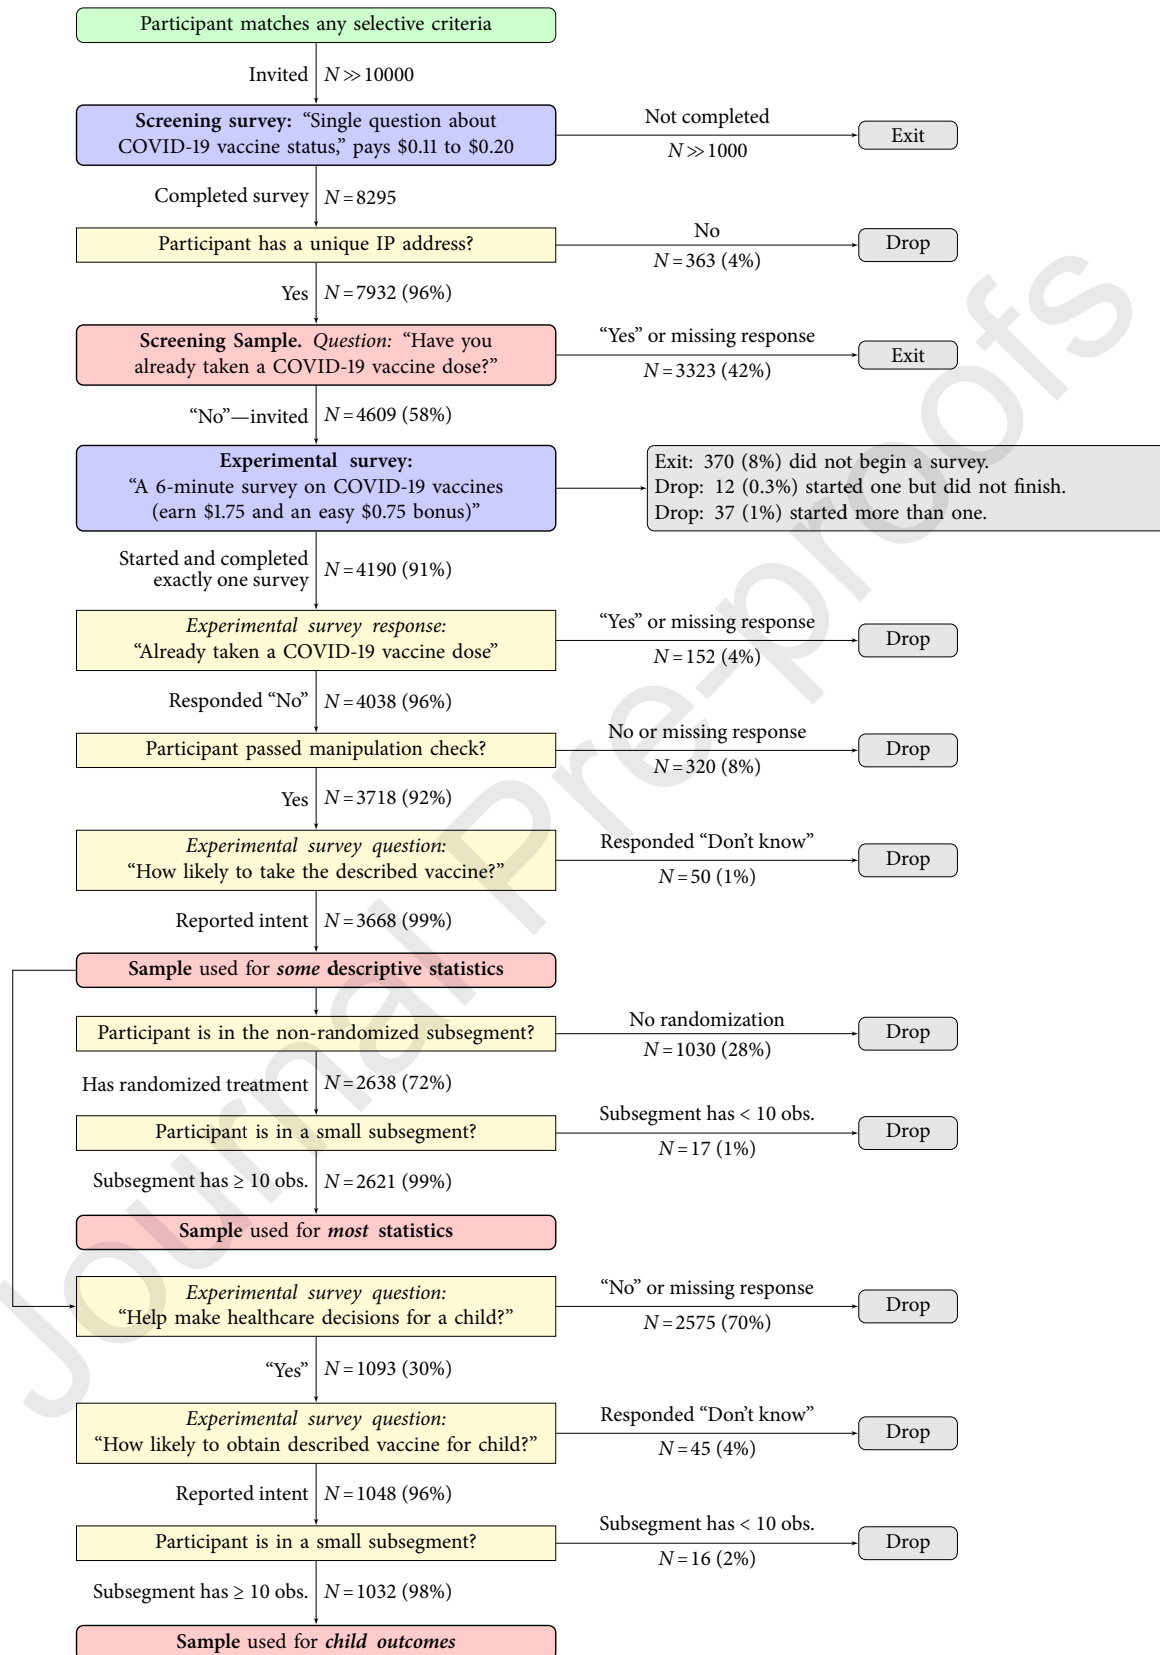 Participant matches any selective criteria
Invited N ≫ 10000
Screening survey: “Single question about
COVID-19 vaccine status,” pays $0.11 to $0.20
Not completed
N ≫ 1000
Exit
Completed survey N = 8295
Participant has a unique IP address?
No
N = 363 (4%)
Drop
Yes N = 7932 (96%)
Screening Sample. Question: “Have you
already taken a COVID-19 vaccine dose?”
“Yes” or missing response
N = 3323 (42%)
Exit
“No”—invited N = 4609 (58%)
Experimental survey:
“A 6-minute survey on COVID-19 vaccines
(earn $1.75 and an easy $0.75 bonus)”
Exit: 370 (8%) did not begin a survey.
Drop: 12 (0.3%) started one but did not finish.
Drop: 37 (1%) started more than one.
Started and completed
exactly one survey
N = 4190 (91%)
Experimental survey response:
“Already taken a COVID-19 vaccine dose”
“Yes” or missing response
N = 152 (4%)
Drop
Responded “No” N = 4038 (96%)
Participant passed manipulation check?
No or missing response
N = 320 (8%)
Drop
Yes N = 3718 (92%)
Experimental survey question:
“How likely to take the described vaccine?”
Responded “Don’t know”
N = 50 (1%)
Drop
Reported intent N = 3668 (99%)
Sample used for some descriptive statistics
Participant is in the non-randomized subsegment?
No randomization
N = 1030 (28%)
Drop
Has randomized treatment N = 2638 (72%)
Participant is in a small subsegment?
Subsegment has < 10 obs.
N = 17 (1%)
Drop
Subsegment has ≥ 10 obs. N = 2621 (99%)
Sample used for most statistics
Experimental survey question:
“Help make healthcare decisions for a child?”
“No” or missing response
N = 2575 (70%)
Drop
“Yes” N = 1093 (30%)
Experimental survey question:
“How likely to obtain described vaccine for child?”
Responded “Don’t know”
N = 45 (4%)
Drop
Reported intent N = 1048 (96%)
Participant is in a small subsegment?
Subsegment has < 10 obs.
N = 16 (2%)
Drop
Subsegment has ≥ 10 obs. N = 1032 (98%)
Sample used for child outcomes
Journal Pre-proofs